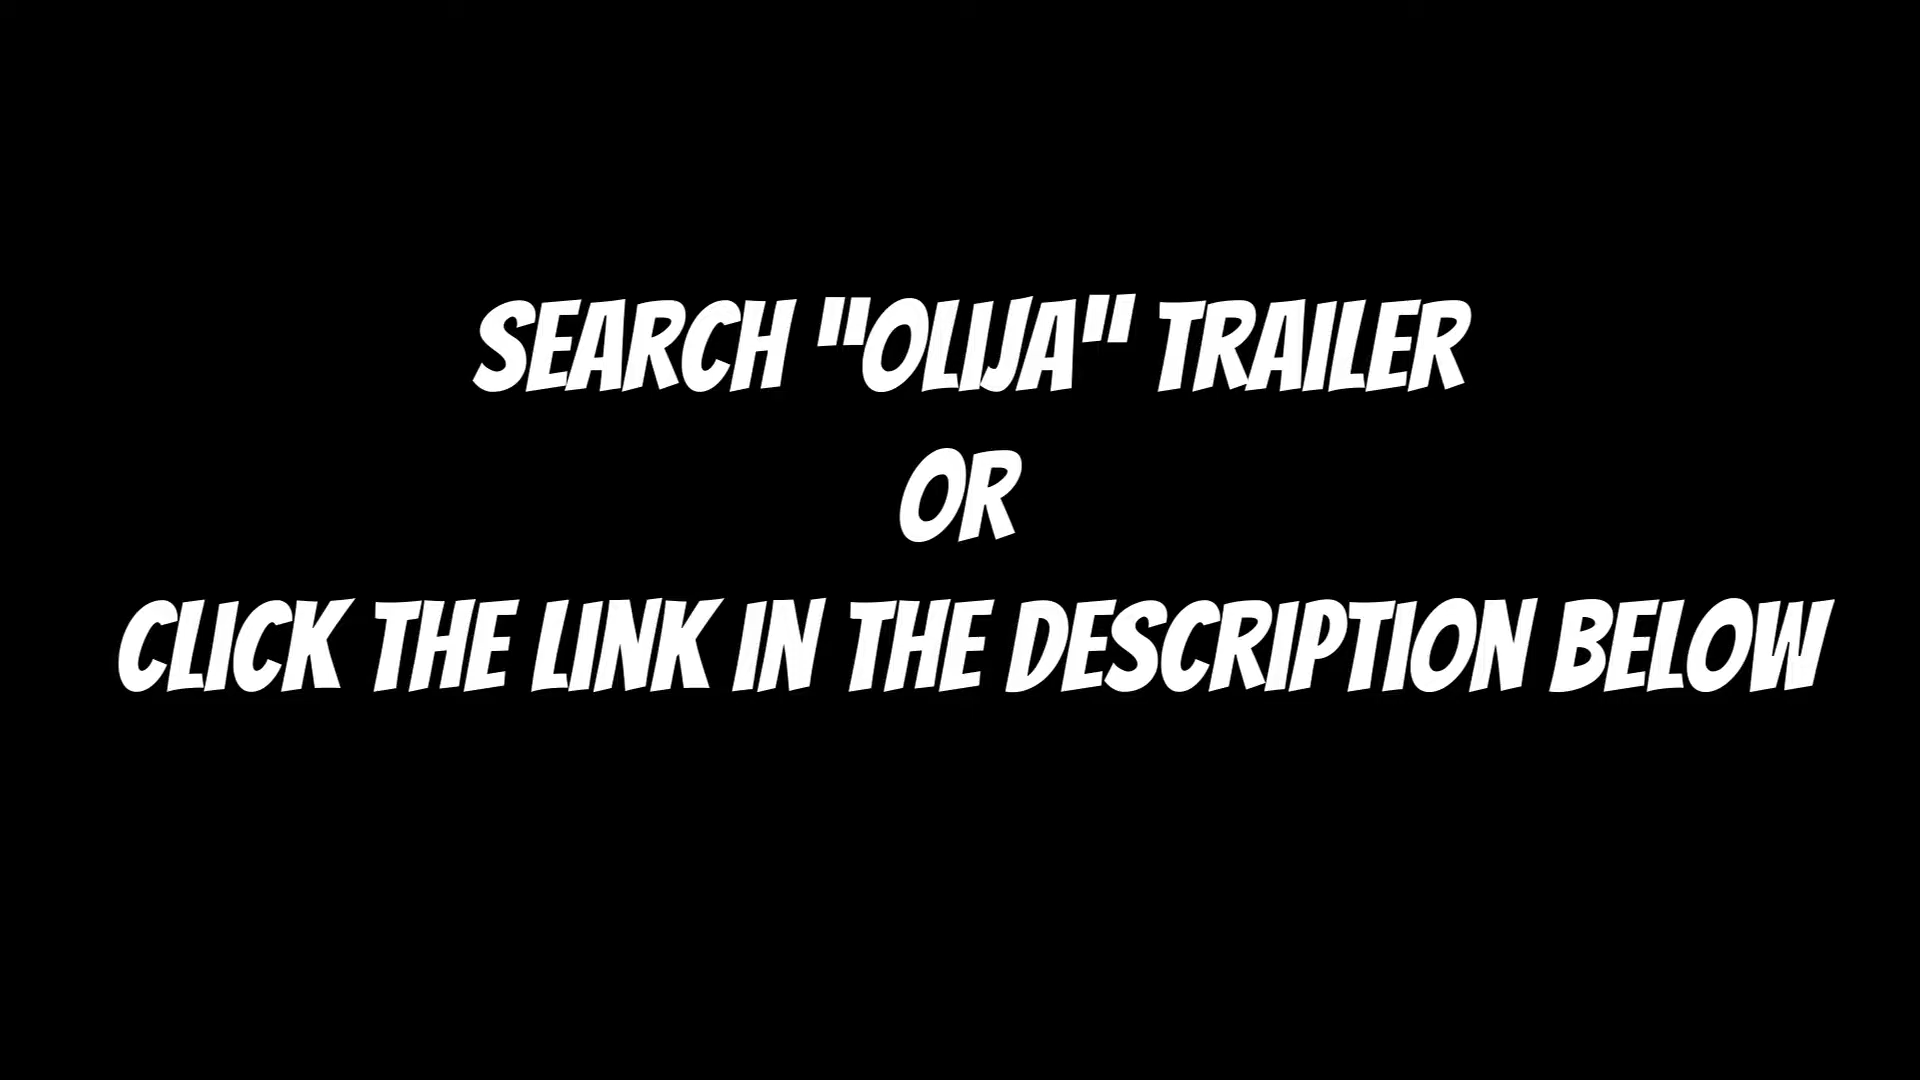 SEARCH "OLIJA" TRAILER
OR
CLICK THE LINK IN THE DESCRIPTION BELOW